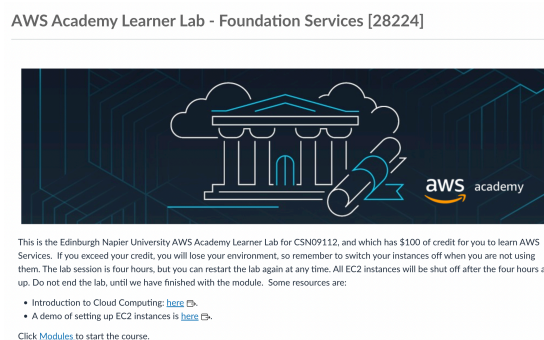 AWS Academy Learner Lab - Foundation Services [28224]
aws academy
This is the Edinburgh Napier University AWS Academy Learner Lab for CSN09112, and which has $100 of credit for you to learn AWS
Services. If you exceed your credit, you will lose your environment, so remember to switch your instances off when you are not using
them. The lab session is four hours, but you can restart the lab again at any time. All EC2 instances will be shut off after the four hours
up. Do not end the lab, until we have finished with the module. Some resources are:
• Introduction to Cloud Computing: here.
• A demo of setting up EC2 instances is here.
Click Modules to start the course.